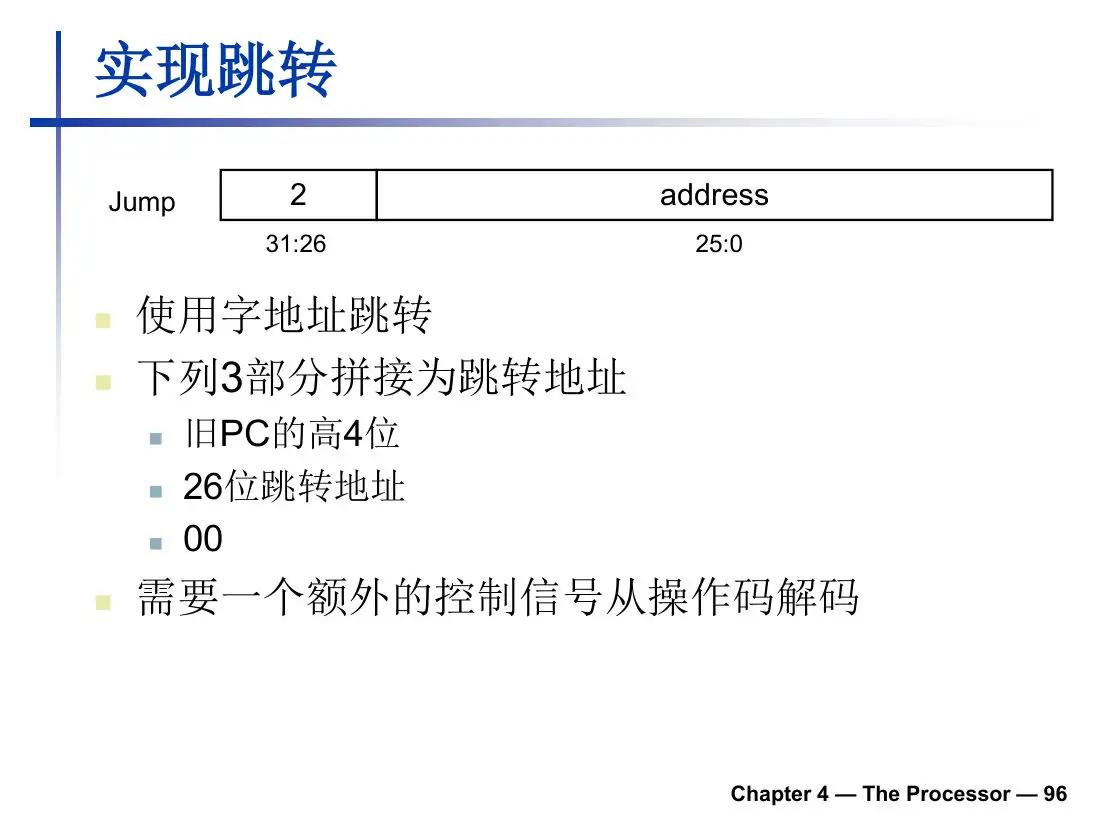 实现跳转
Jump 2 address
31:26 25:0
使用字地址跳转
下列3部分拼接为跳转地址
旧PC的高4位
26位跳转地址
00
需要一个额外的控制信号从操作码解码
Chapter 4 — The Processor — 96